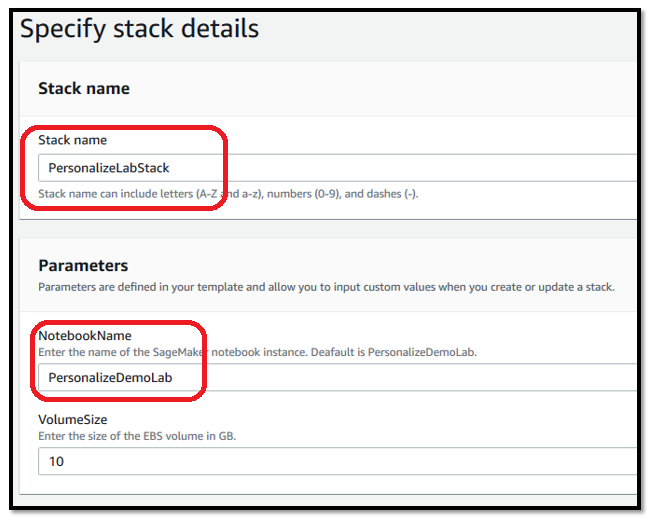 Specify stack details
Stack name
Stack name
PersonalizeLabStack
Stack name can include letters (A-Z and a-z), numbers (0-9), and dashes (-).
Parameters
Parameters are defined in your template and allow you to input custom values when you create or update a stack.
NotebookName
Enter the name of the SageMaker notebook instance. Deafault is PersonalizeDemoLab.
PersonalizeDemoLab
VolumeSize
Enter the size of the EBS volume in GB.
10